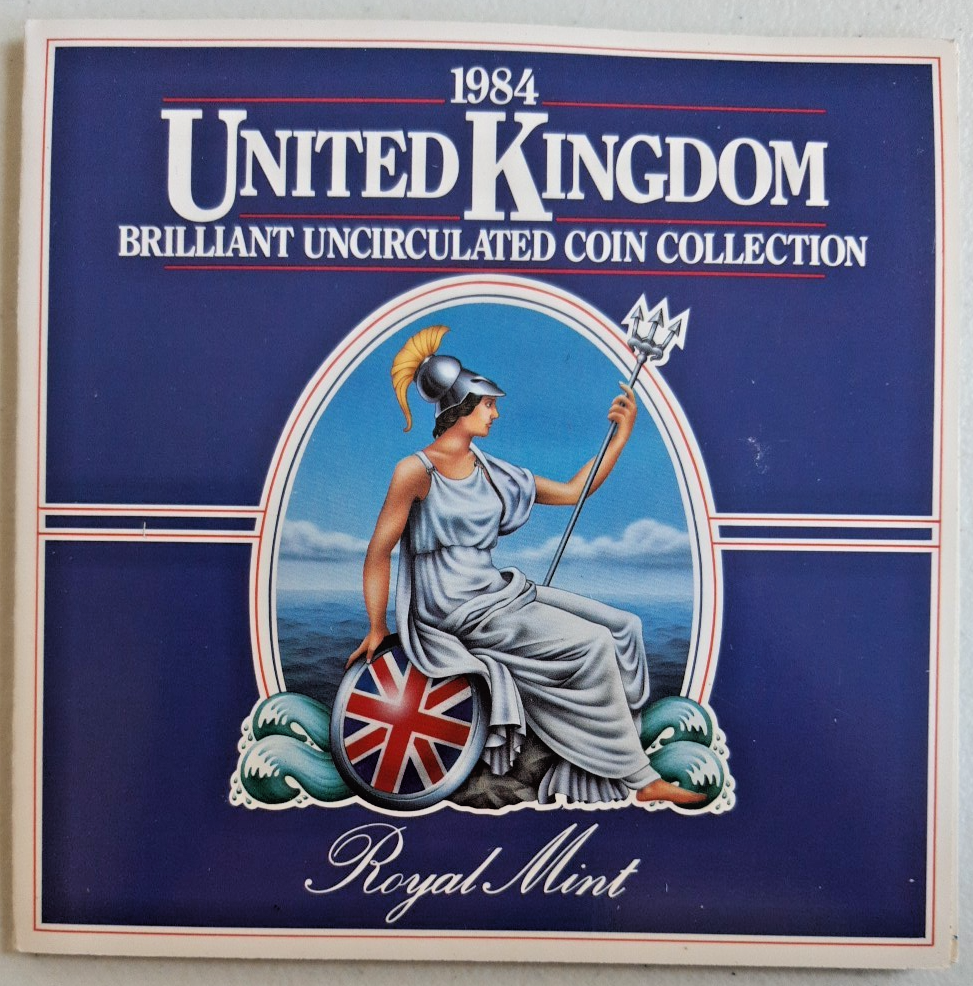 1984
UNITED KINGDOM
BRILLIANT UNCIRCULATED COIN COLLECTION
Royal Mint